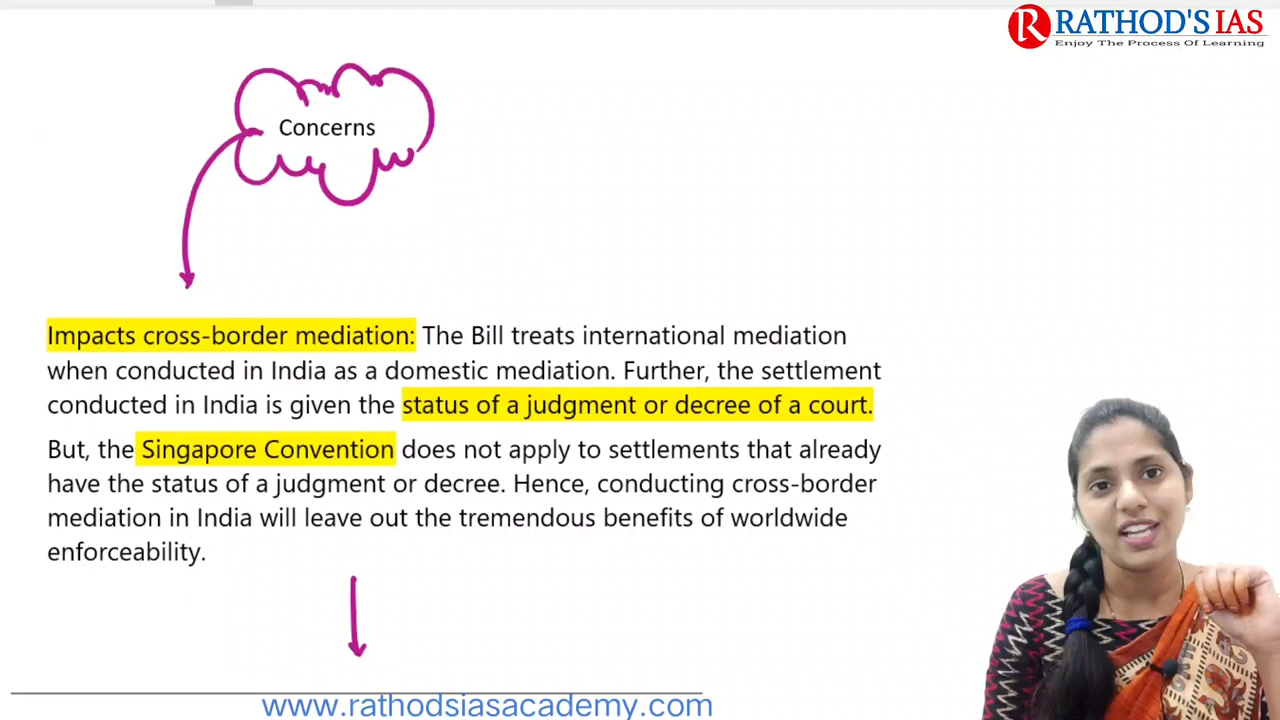 RATHOD'S IAS
Enjoy The Process Of Learning
Concerns
Impacts cross-border mediation: The Bill treats international mediation
when conducted in India as a domestic mediation. Further, the settlement
conducted in India is given the status of a judgment or decree of a court.
But, the Singapore Convention does not apply to settlements that already
have the status of a judgment or decree. Hence, conducting cross-border
mediation in India will leave out the tremendous benefits of worldwide
enforceability.
www.rathodsiasacademy.com